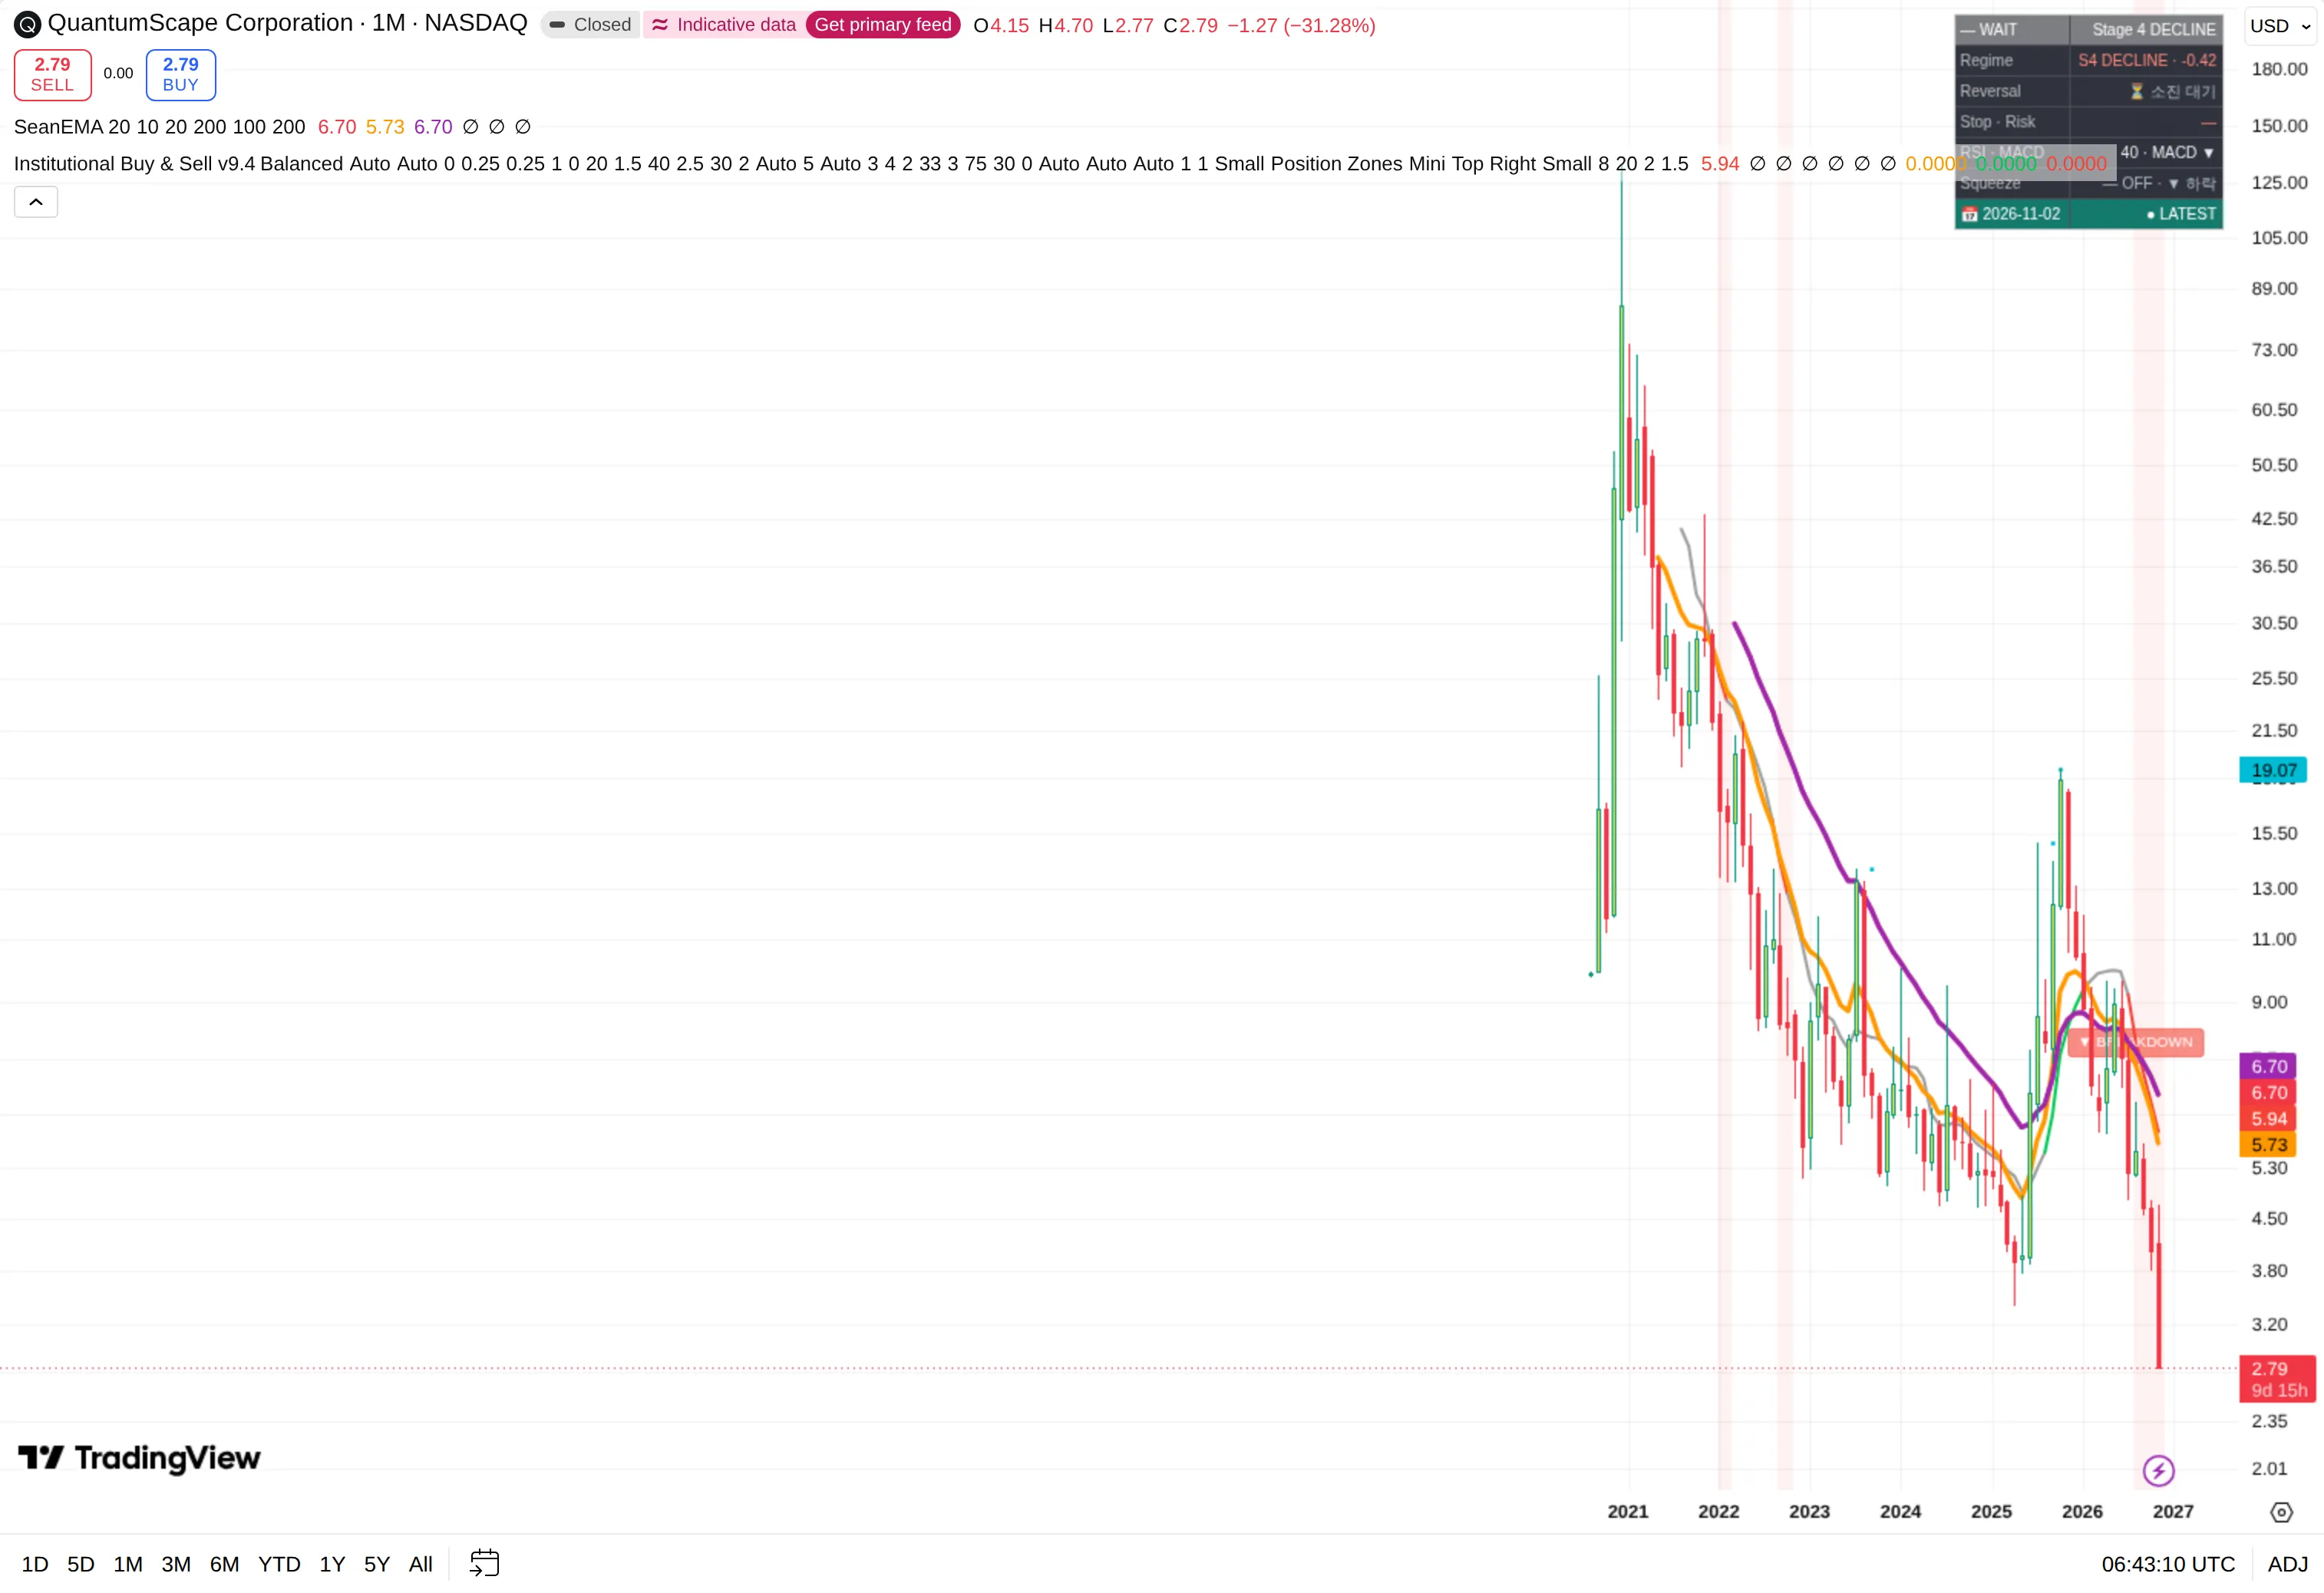 QuantumScape Corporation · 1M · NASDAQ Closed Indicative data Get primary feed O4.15 H4.70 L2.77 C2.79 −1.27 (−31.28%)
2.79 SELL 0.00 2.79 BUY
SeanEMA 20 10 20 200 100 200 6.70 5.73 6.70 ∅ ∅ ∅
Institutional Buy & Sell v9.4 Balanced Auto Auto 0 0.25 0.25 1 0 20 1.5 40 2.5 30 2 Auto 5 Auto 3 4 2 33 3 75 30 0 Auto Auto Auto 1 1 Small Position Zones Mini Top Right Small 8 20 2 1.5 5.94 ∅ ∅ ∅ ∅ ∅ ∅ 0.0000 0.0000 0.0000
— WAIT Stage 4 DECLINE
Regime S4 DECLINE · -0.42
Reversal ⏳ 소진 대기
Stop · Risk —
RSI · MACD 40 · MACD ▼
Squeeze — OFF · ▼ 하락
2026-11-02 ● LATEST
USD
180.00
150.00
125.00
105.00
89.00
73.00
60.50
50.50
42.50
36.50
30.50
25.50
21.50
19.07
15.50
13.00
11.00
9.00
6.70
6.70
5.94
5.73
5.30
4.50
3.80
3.20
2.79
9d 15h
2.35
2.01
TradingView
2021 2022 2023 2024 2025 2026 2027
1D 5D 1M 3M 6M YTD 1Y 5Y All 06:43:10 UTC ADJ